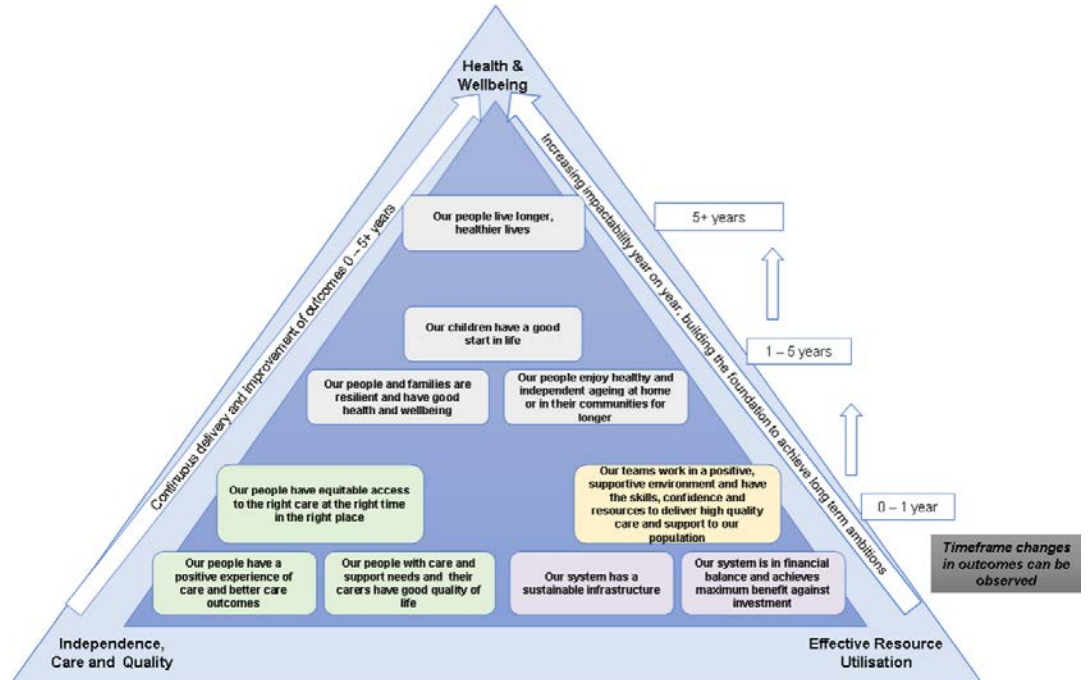 Health &
Wellbeing
Continuous delivery and improvement of outcomes 0 – 5+ years
Increasing impactability year on year, building the foundation to achieve long term ambitions
Our people live longer,
healthier lives
5+ years
Our children have a good
start in life
1 – 5 years
Our people and families are
resilient and have good
health and wellbeing
Our people enjoy healthy and
independent ageing at home
or in their communities for
longer
Our people have equitable access
to the right care at the right time
in the right place
Our teams work in a positive,
supportive environment and have
the skills, confidence and
resources to deliver high quality
care and support to our
population
0 – 1 year
Timeframe changes
in outcomes can be
observed
Our people have a
positive experience of
care and better care
outcomes
Our people with care and
support needs and their
carers have good quality of
life
Our system has a
sustainable infrastructure
Our system is in financial
balance and achieves
maximum benefit against
investment
Independence,
Care and Quality
Effective Resource
Utilisation